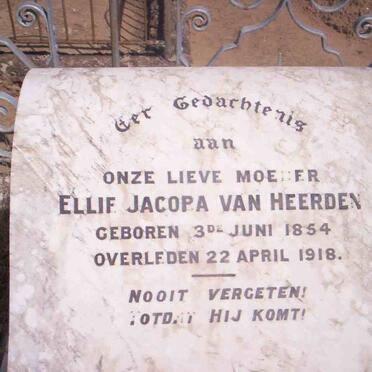 Ter Gedachtenis
aan
ONZE LIEVE MOEDER
ELLIE JACOPA VAN HEERDEN
GEBOREN 3DE JUNI 1854
OVERLEDEN 22 APRIL 1918.
NOOIT VERGETEN!
TOTDAT HIJ KOMT!